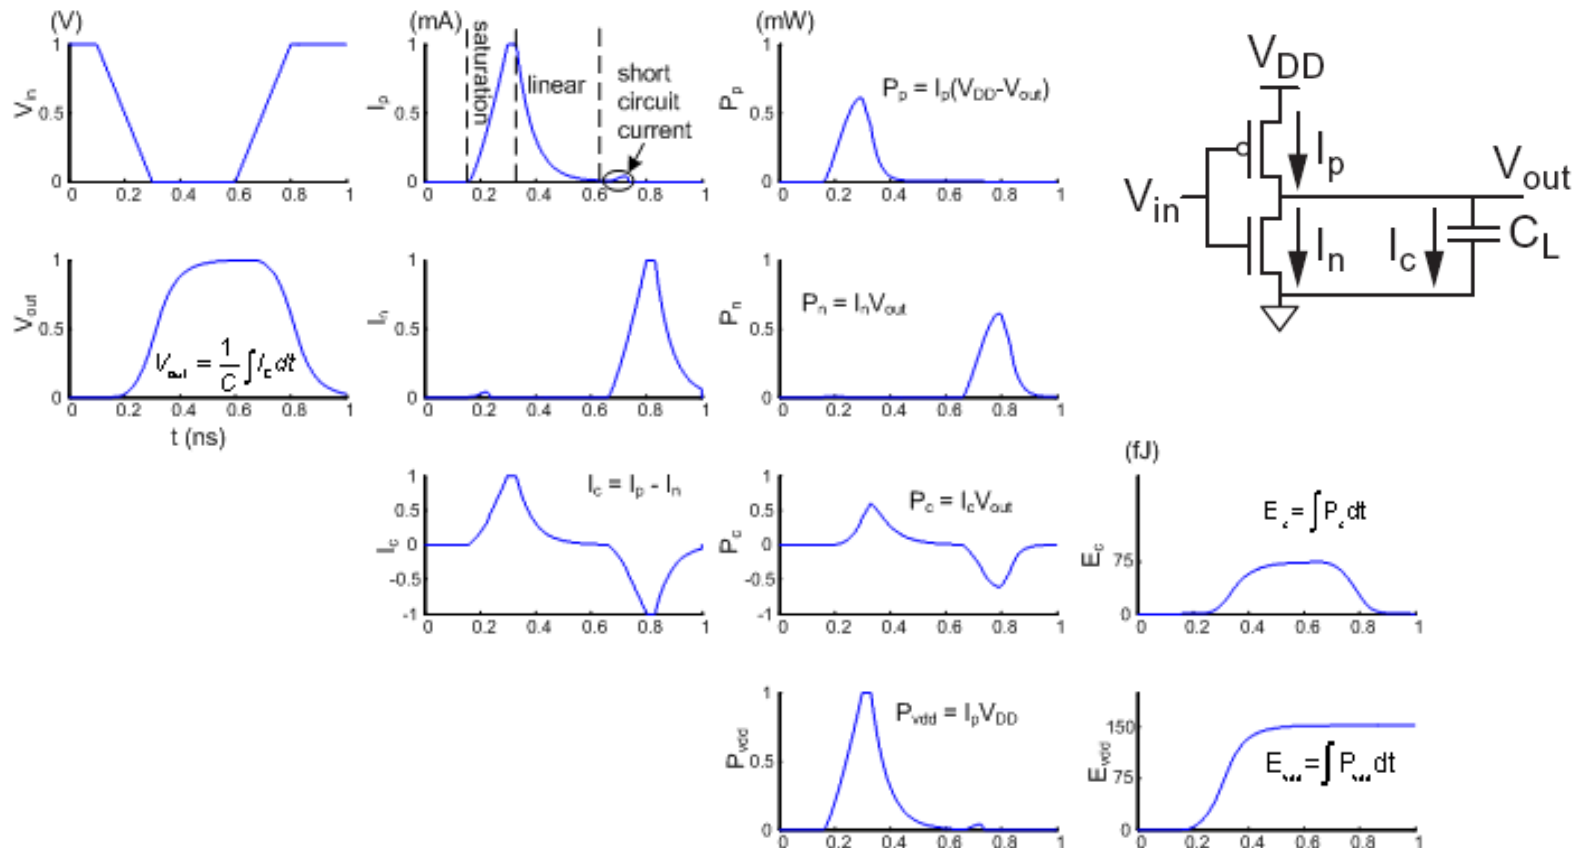 (V)
V_in
1
0.5
0
0 0.2 0.4 0.6 0.8 1
(mA)
I_p
1
0.5
0
saturation
linear
short
circuit
current
0 0.2 0.4 0.6 0.8 1
(mW)
P_p
1
0.5
0
P_p = I_p(V_DD-V_out)
0 0.2 0.4 0.6 0.8 1
V_DD
I_p
V_in
V_out
I_n
I_c
C_L
V_out
1
0.5
0
V_out = 1/C ∫ I_c dt
0 0.2 0.4 0.6 0.8 1
t (ns)
I_n
1
0.5
0
0 0.2 0.4 0.6 0.8 1
P_n
1
0.5
0
P_n = I_nV_out
0 0.2 0.4 0.6 0.8 1
I_c
1
0.5
0
-0.5
-1
I_c = I_p - I_n
0 0.2 0.4 0.6 0.8 1
P_c
1
0.5
0
-0.5
-1
P_c = I_cV_out
0 0.2 0.4 0.6 0.8 1
(fJ)
E_c
75
0
E_c = ∫ P_c dt
0 0.2 0.4 0.6 0.8 1
P_vdd
1
0.5
0
P_vdd = I_pV_DD
0 0.2 0.4 0.6 0.8 1
E_vdd
150
75
0
E_vdd = ∫ P_vdd dt
0 0.2 0.4 0.6 0.8 1